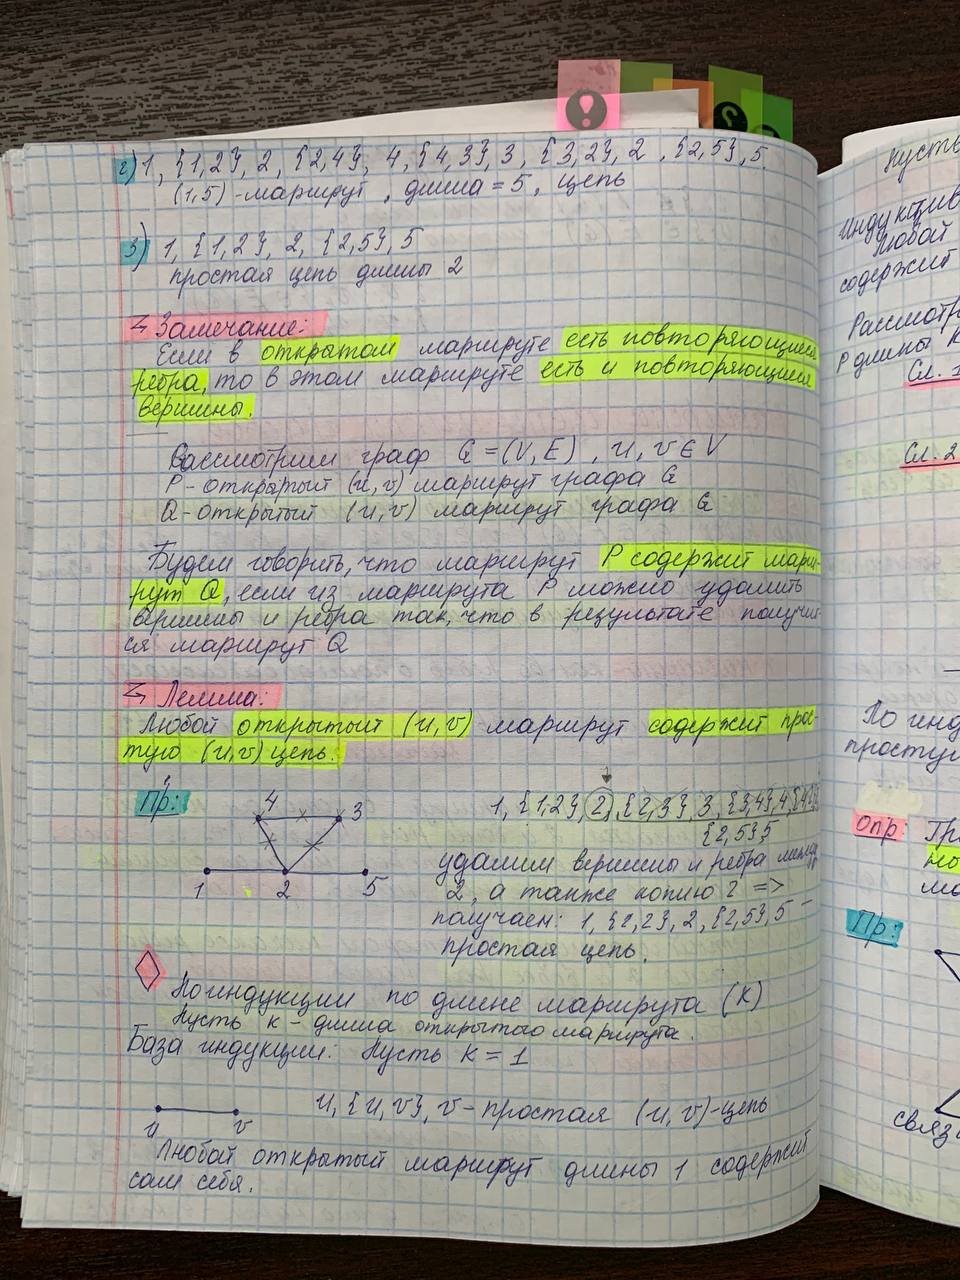 2) 1, {1,2}, 2, {2,4}, 4, {4,3}, 3, {3,2}, 2, {2,5}, 5.
(1,5)-маршрут, длина = 5, цепь
3) 1, {1,2}, 2, {2,5}, 5
простая цепь длины 2
Замечание:
Если в открытом маршруте есть повторяющиеся
ребра, то в этом маршруте есть и повторяющиеся
вершины.
Рассмотрим граф G = (V, E), u, v ∈ V
P - открытый (u,v) маршрут графа G
Q - открытый (u,v) маршрут графа G
Будем говорить, что маршрут P содержит марш-
рут Q, если из маршрута P можно удалить
вершины и ребра так, что в результате получит-
ся маршрут Q
Лемма:
Любой открытый (u,v) маршрут содержит прос-
тую (u,v) цепь.
Пр:
4
3
1
2
5
1, {1,2}, 2, {2,3}, 3, {3,4}, 4, {4,2}
{2,5} 5
удалим вершины и ребра между
2, а также копию 2 =>
получаем: 1, {1,2}, 2, {2,5}, 5 -
простая цепь.
По индукции по длине маршрута (k)
Пусть k - длина открытого маршрута.
База индукции: Пусть k = 1
u
v
u, {u,v}, v - простая (u,v)-цепь
Любой открытый маршрут длины 1 содержит
сам себя.
Пусть
Индуктив
Любой
содержит
Рассмотр
P длины k
Сл. 1
Сл. 2
По инд
простую
Опр:
Пр:
связ